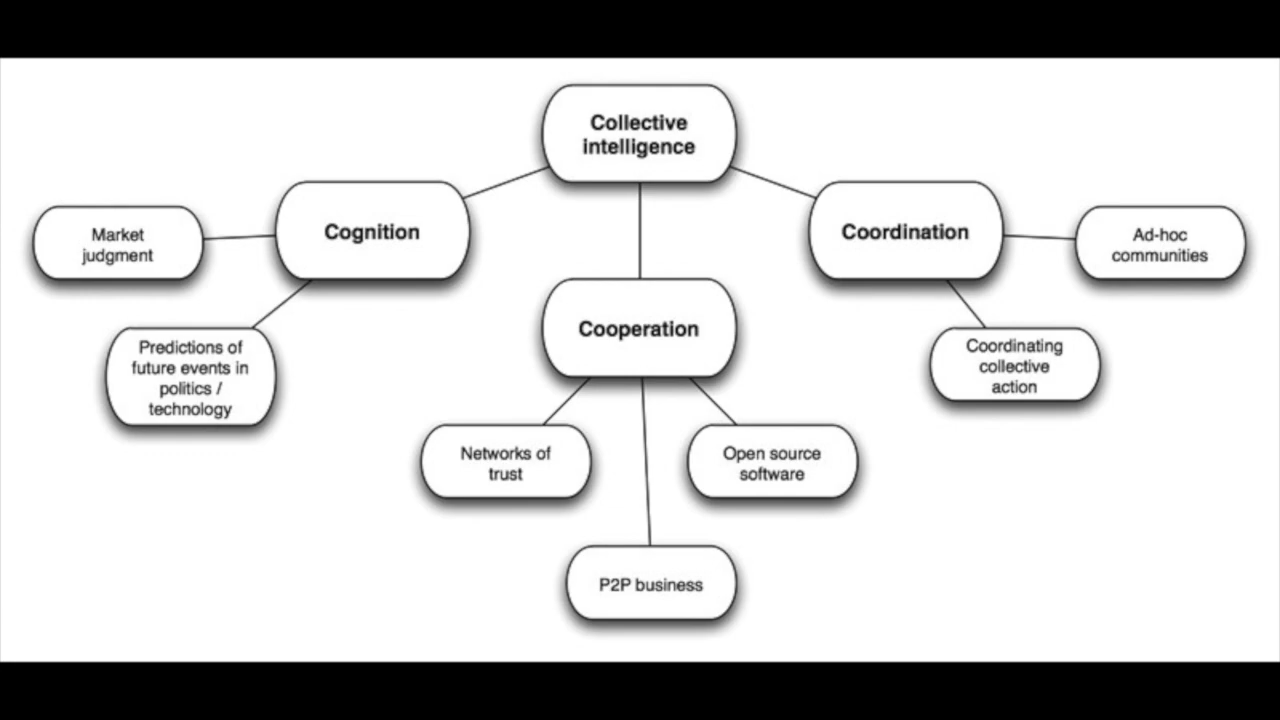 Collective
intelligence
Cognition
Coordination
Market
judgment
Ad-hoc
communities
Cooperation
Predictions of
future events in
politics /
technology
Coordinating
collective
action
Networks of
trust
Open source
software
P2P business